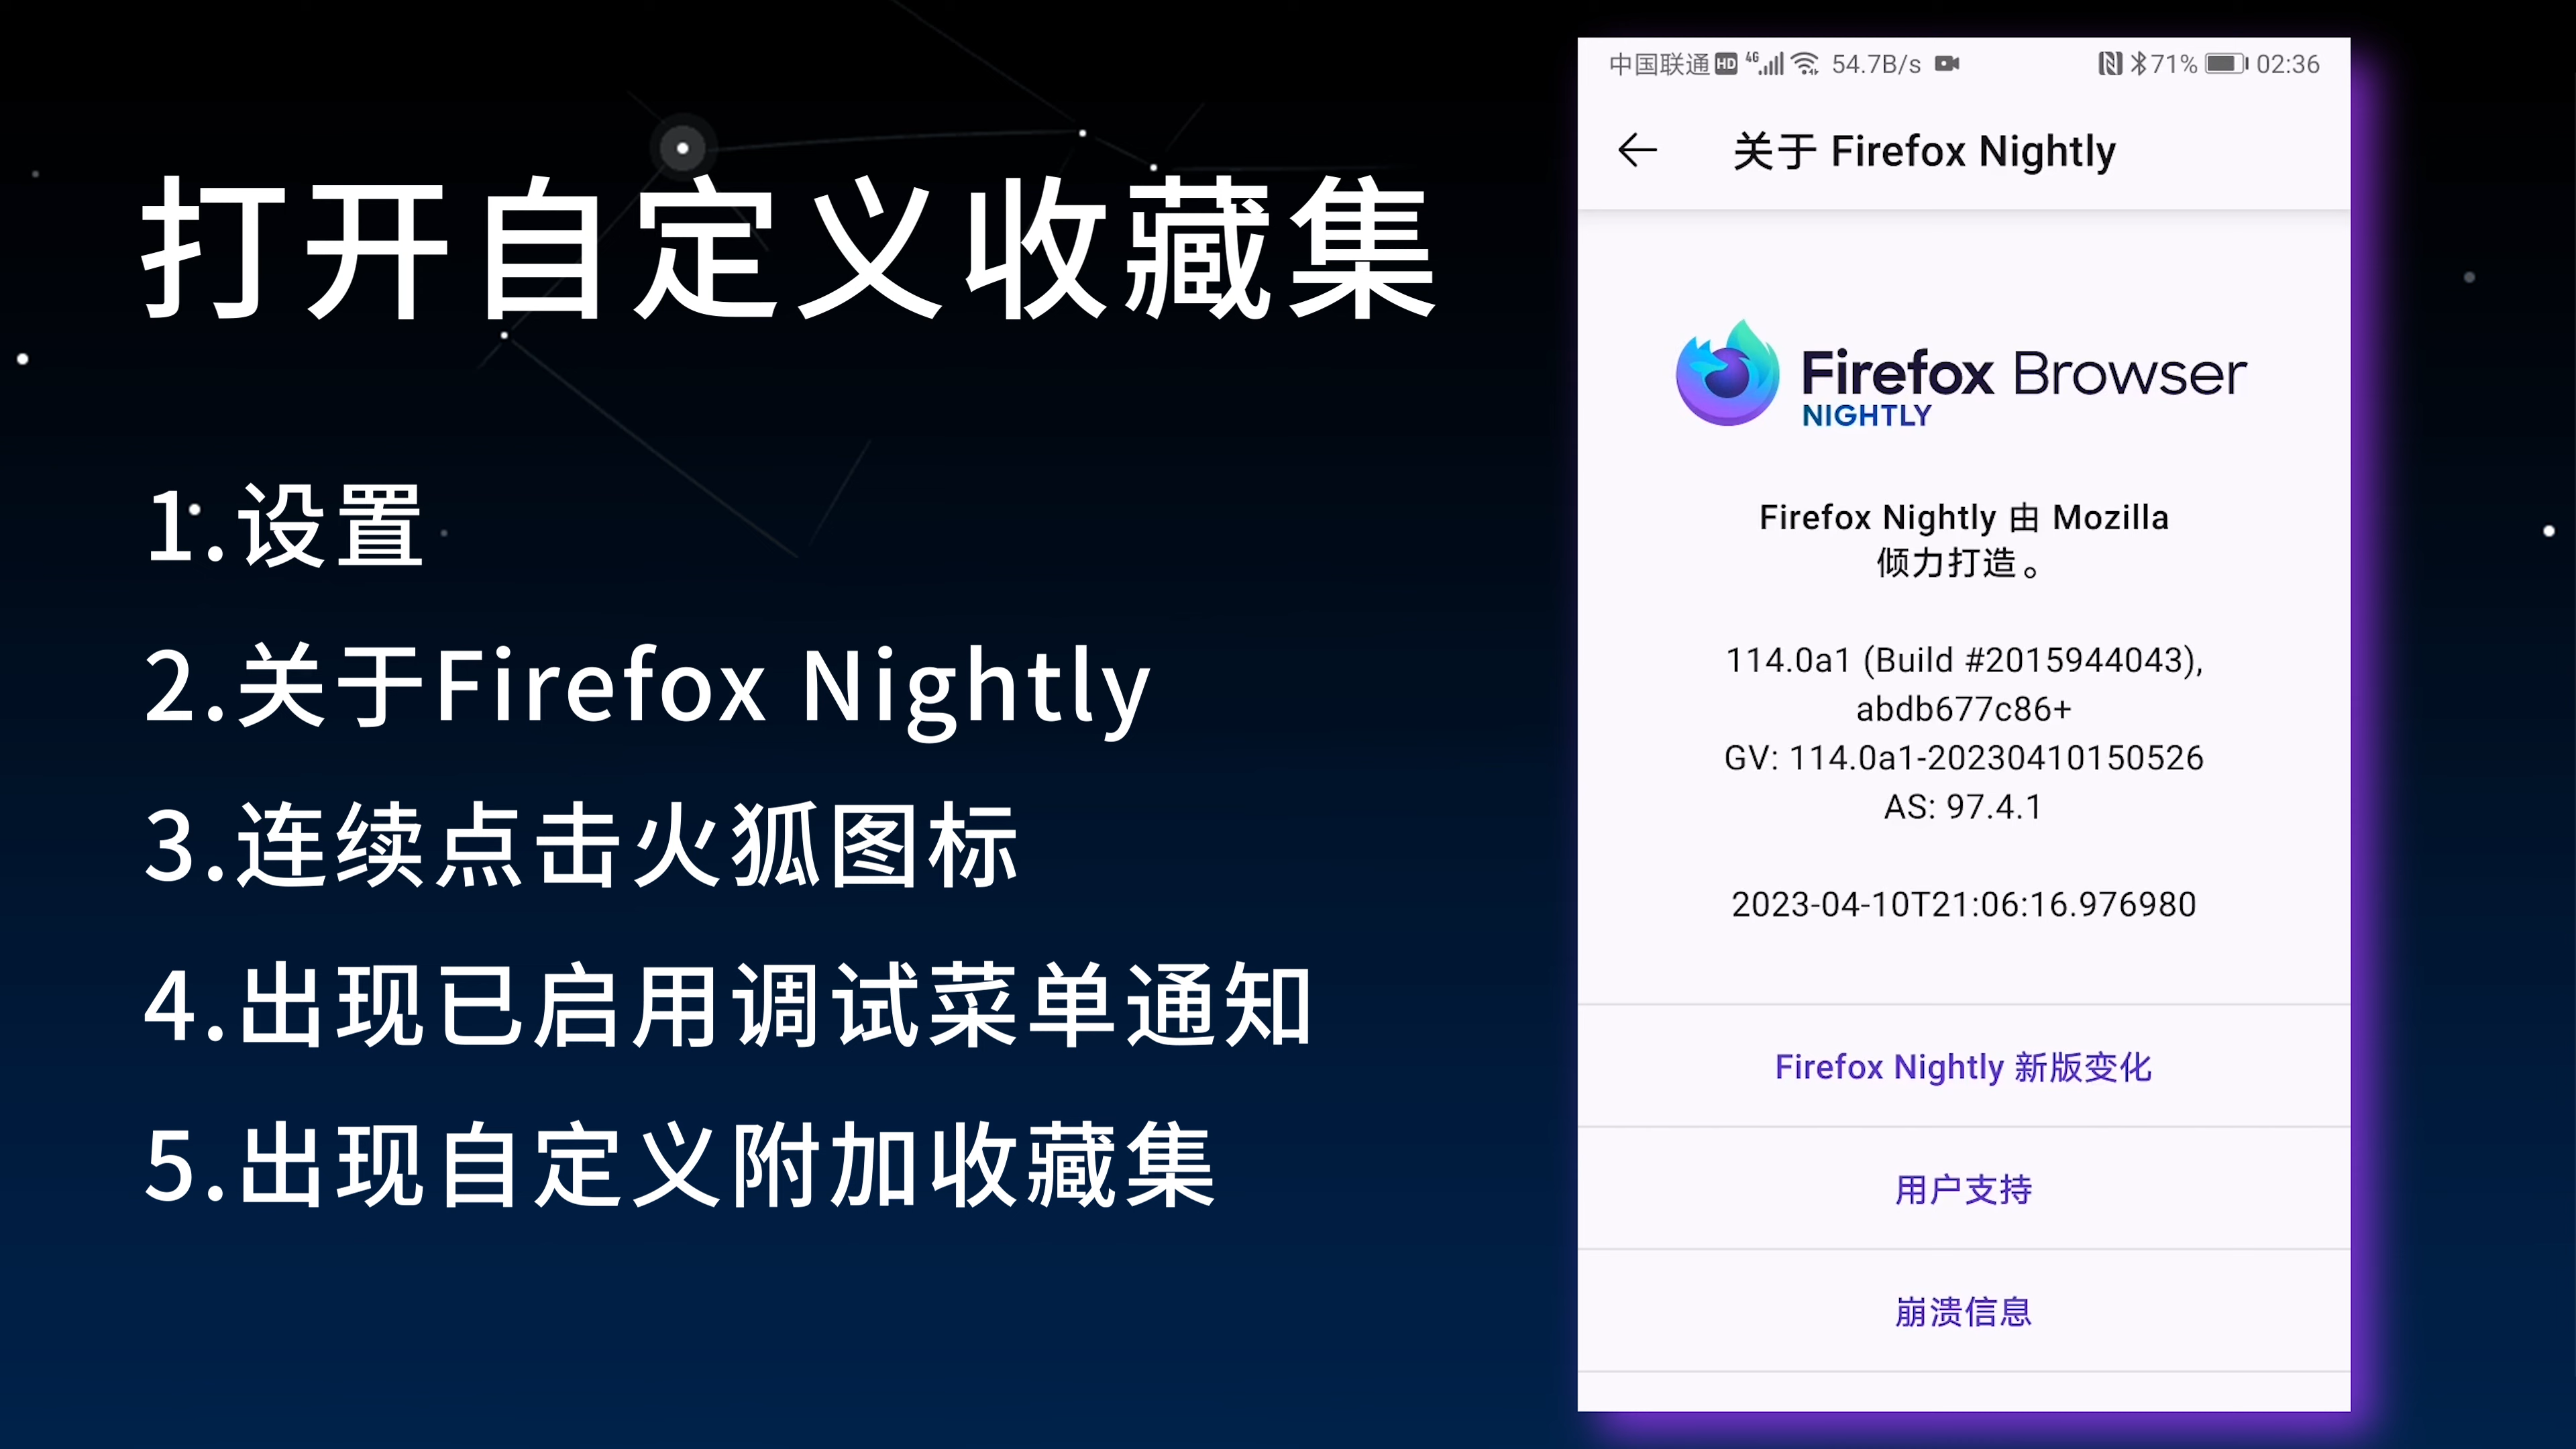 打开自定义收藏集
1.设置
2.关于Firefox Nightly
3.连续点击火狐图标
4.出现已启用调试菜单通知
5.出现自定义附加收藏集
中国联通 HD 4G 54.7B/s 71% 02:36
关于 Firefox Nightly
Firefox Browser
NIGHTLY
Firefox Nightly 由 Mozilla
倾力打造。
114.0a1 (Build #2015944043),
abdb677c86+
GV: 114.0a1-20230410150526
AS: 97.4.1
2023-04-10T21:06:16.976980
Firefox Nightly 新版变化
用户支持
崩溃信息